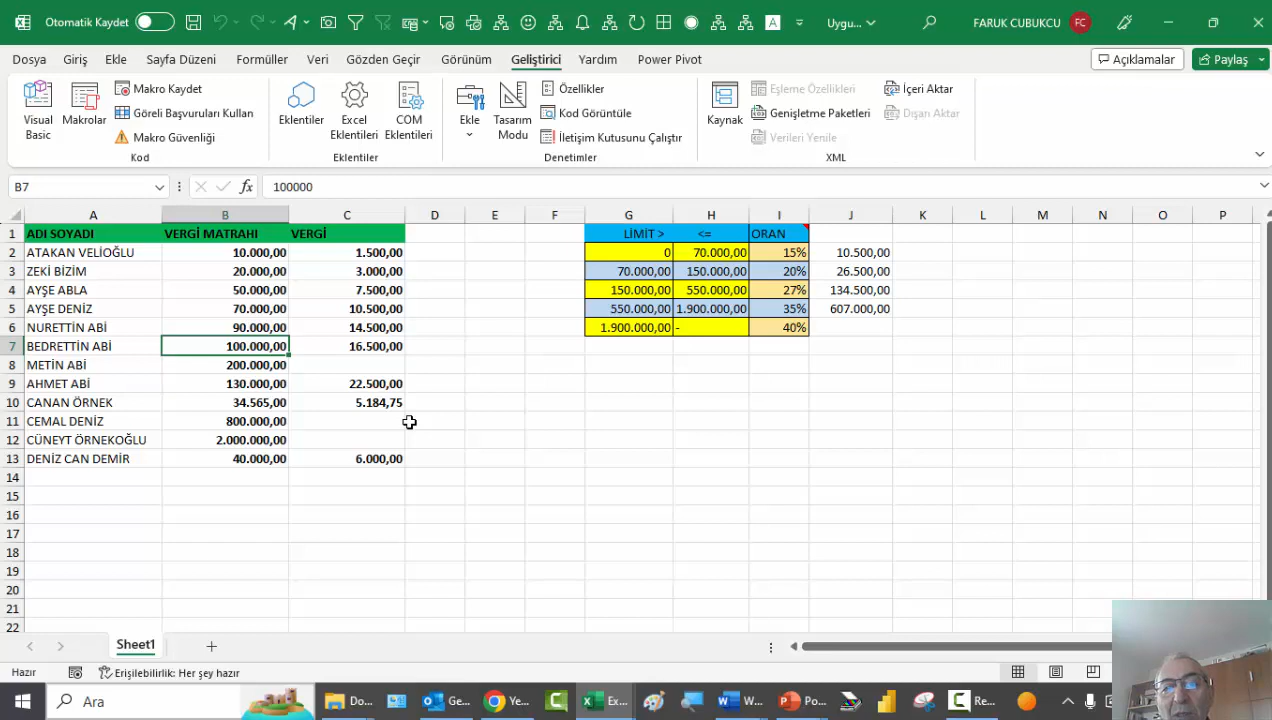 Otomatik Kaydet
Uygu...
FARUK CUBUKCU
FC
Dosya Giriş Ekle Sayfa Düzeni Formüller Veri Gözden Geçir Görünüm Geliştirici Yardım Power Pivot
Açıklamalar
Paylaş
Visual Basic
Makrolar
Makro Kaydet
Göreli Başvuruları Kullan
Makro Güvenliği
Kod
Eklentiler
Excel Eklentileri
COM Eklentileri
Eklentiler
Ekle
Tasarım Modu
Özellikler
Kod Görüntüle
İletişim Kutusunu Çalıştır
Denetimler
Kaynak
Eşleme Özellikleri
Genişletme Paketleri
Verileri Yenile
İçeri Aktar
Dışarı Aktar
XML
B7 fx 100000
A B C D E F G H I J K L M N O P
1 ADI SOYADI VERGİ MATRAHI VERGİ LİMİT > <= ORAN
2 ATAKAN VELİOĞLU 10.000,00 1.500,00 0 70.000,00 15% 10.500,00
3 ZEKİ BİZİM 20.000,00 3.000,00 70.000,00 150.000,00 20% 26.500,00
4 AYŞE ABLA 50.000,00 7.500,00 150.000,00 550.000,00 27% 134.500,00
5 AYŞE DENİZ 70.000,00 10.500,00 550.000,00 1.900.000,00 35% 607.000,00
6 NURETTİN ABİ 90.000,00 14.500,00 1.900.000,00 - 40%
7 BEDRETTİN ABİ 100.000,00 16.500,00
8 METİN ABİ 200.000,00
9 AHMET ABİ 130.000,00 22.500,00
10 CANAN ÖRNEK 34.565,00 5.184,75
11 CEMAL DENİZ 800.000,00
12 CÜNEYT ÖRNEKOĞLU 2.000.000,00
13 DENİZ CAN DEMİR 40.000,00 6.000,00
14
15
16
17
18
19
20
21
22
Sheet1
Hazır
Erişilebilirlik: Her şey hazır
Ara
Do...
Ge...
Ye...
Ex...
W...
Po...
Re...